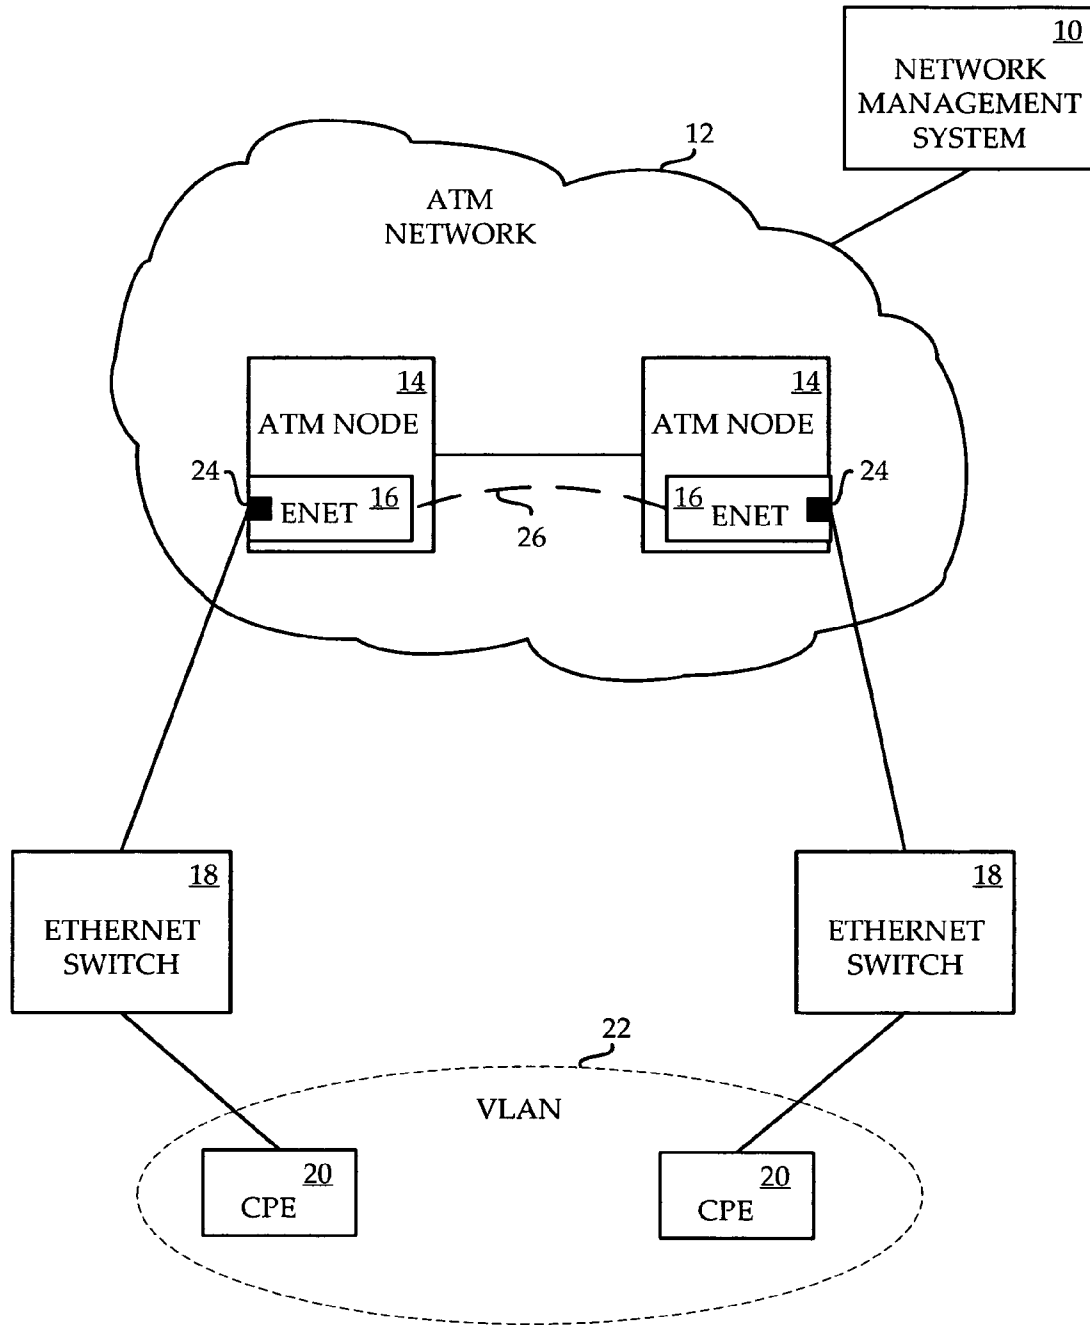 10
NETWORK
MANAGEMENT
SYSTEM
12
ATM
NETWORK
14
ATM NODE
14
ATM NODE
24
ENET 16
26
16 ENET
24
18
ETHERNET
SWITCH
18
ETHERNET
SWITCH
22
VLAN
20
CPE
20
CPE